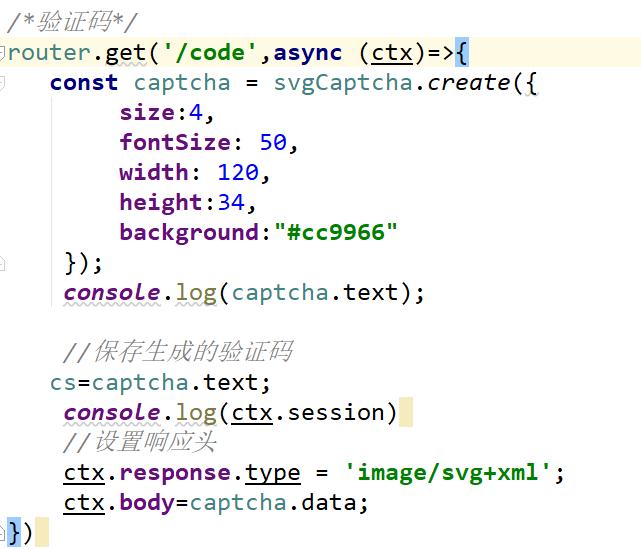 /*验证码*/
router.get('/code',async (ctx)=>{
const captcha = svgCaptcha.create({
size:4,
fontSize: 50,
width: 120,
height:34,
background:"#cc9966"
});
console.log(captcha.text);
//保存生成的验证码
cs=captcha.text;
console.log(ctx.session)
//设置响应头
ctx.response.type = 'image/svg+xml';
ctx.body=captcha.data;
})